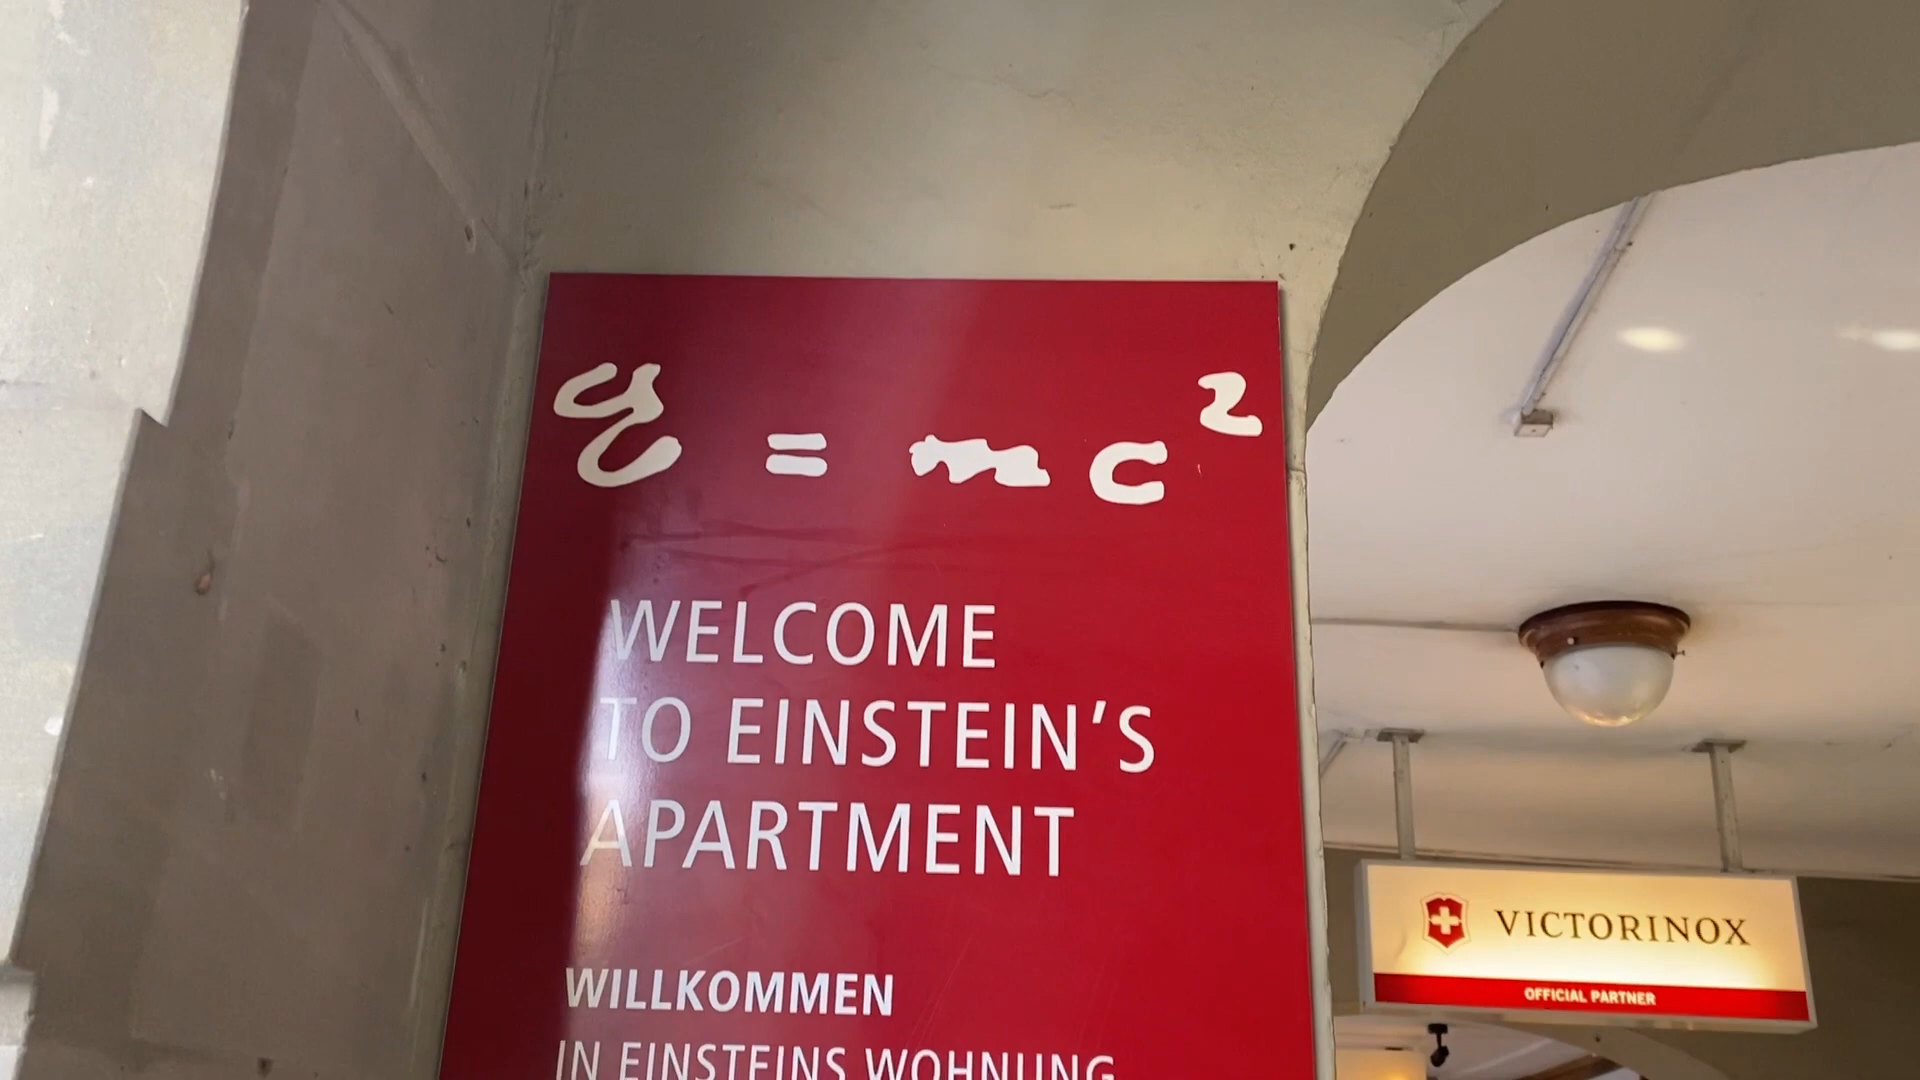 E = mc²
WELCOME
TO EINSTEIN'S
APARTMENT
WILLKOMMEN
IN EINSTEINS WOHNUNG
VICTORINOX
OFFICIAL PARTNER